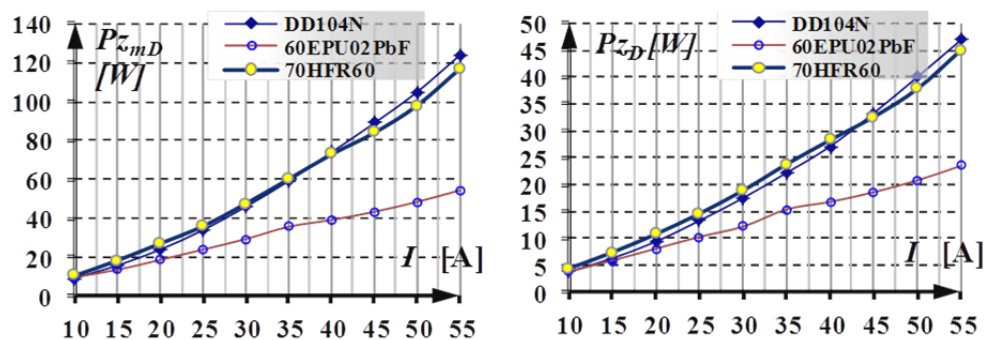 Pz_mD
[W]
DD104N
60EPU02PbF
70HFR60
140
120
100
80
60
40
20
0
I [A]
10 15 20 25 30 35 40 45 50 55
Pz_D [W]
DD104N
60EPU02PbF
70HFR60
50
45
40
35
30
25
20
15
10
5
0
I [A]
10 15 20 25 30 35 40 45 50 55